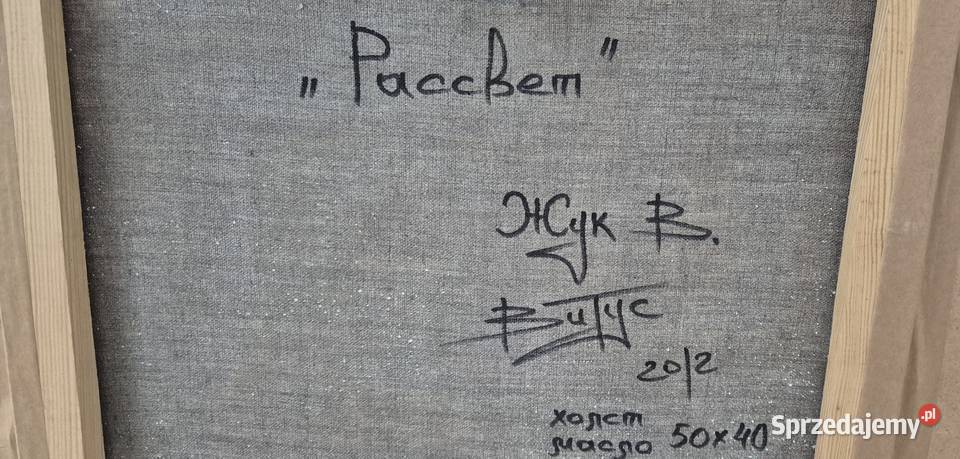 „Рассвет"
Жук В.
Витус
2012
холст
масло 50×40
Sprzedajemy.pl